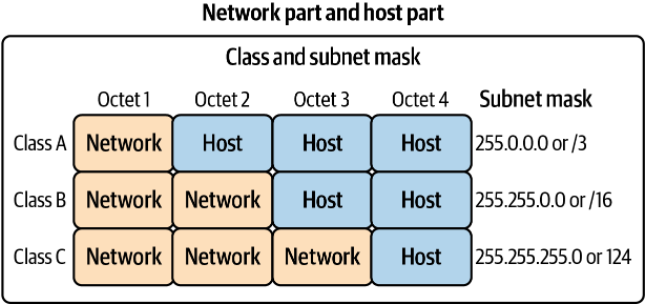 Network part and host part
Class and subnet mask
Octet 1 Octet 2 Octet 3 Octet 4 Subnet mask
Class A Network Host Host Host 255.0.0.0 or /3
Class B Network Network Host Host 255.255.0.0 or /16
Class C Network Network Network Host 255.255.255.0 or 124